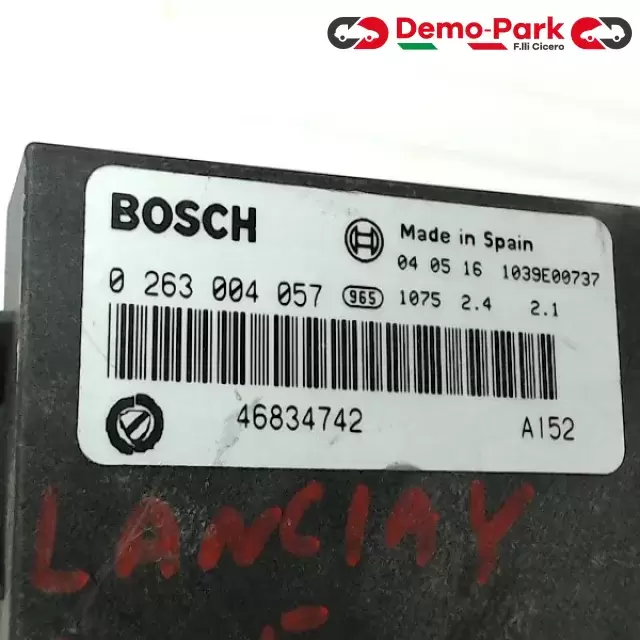 Demo-Park
F.lli Cicero
BOSCH
Made in Spain
04 05 16 1039E00737
0 263 004 057 965 1075 2.4 2.1
46834742 A152
LANCIAY